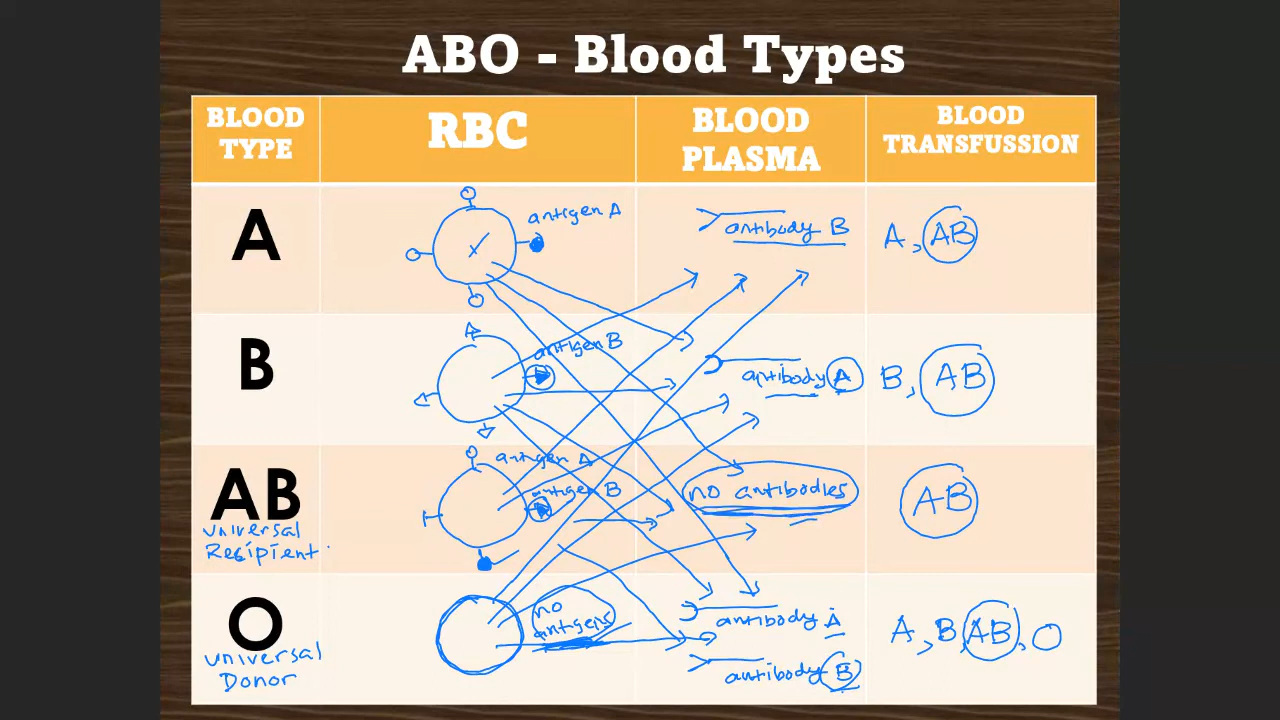 ABO - Blood Types
BLOOD
TYPE
RBC
BLOOD
PLASMA
BLOOD
TRANSFUSSION
A
antigen A
antibody B
A, AB
B
antigen B
antibody A
B, AB
AB
universal
Recipient
antigen A
antigen B
no antibodies
AB
O
universal
Donor
no
antigens
antibody A
antibody B
A, B, AB, O